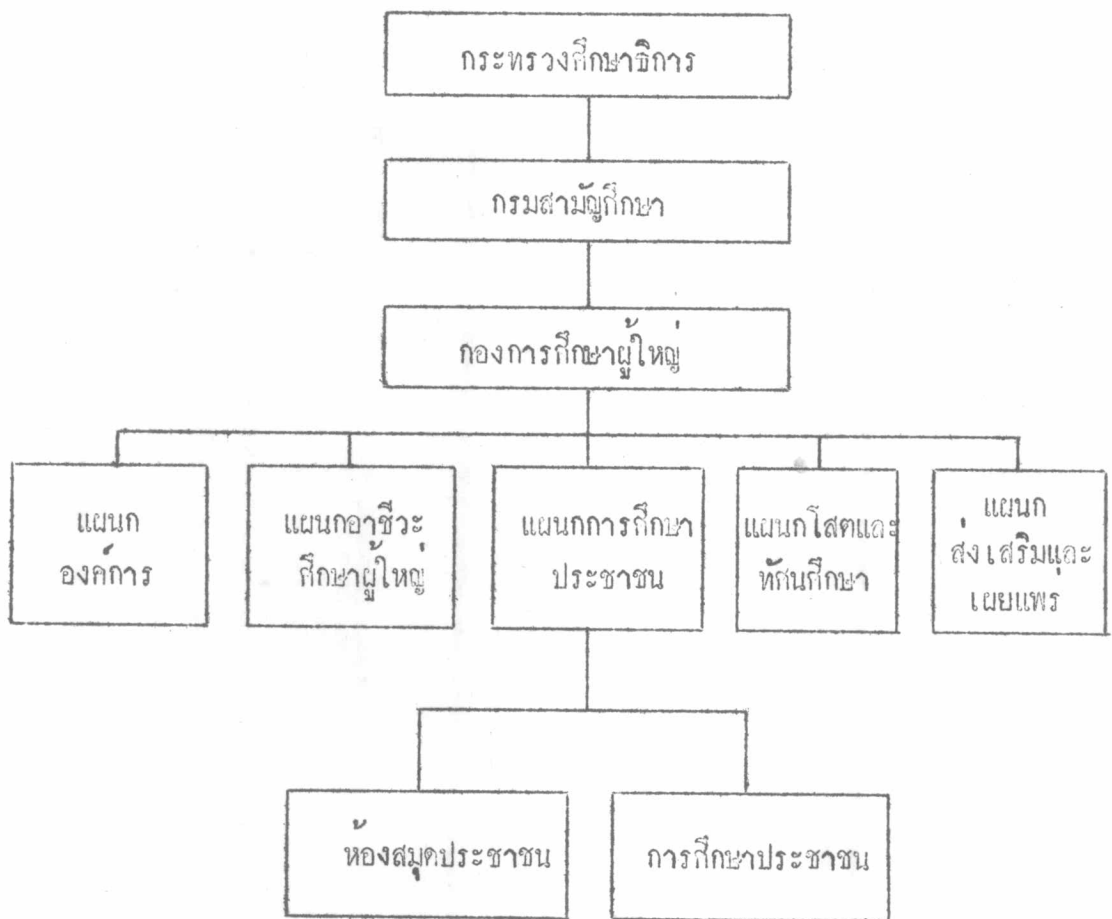 กระทรวงศึกษาธิการ
กรมสามัญศึกษา
กองการศึกษาผู้ใหญ่
แผนก
องค์การ
แผนกอาชีวะ
ศึกษาผู้ใหญ่
แผนกการศึกษา
ประชาชน
แผนกโสตและ
ทัศนศึกษา
แผนก
ส่งเสริมและ
เผยแพร
ห้องสมุดประชาชน
การศึกษาประชาชน